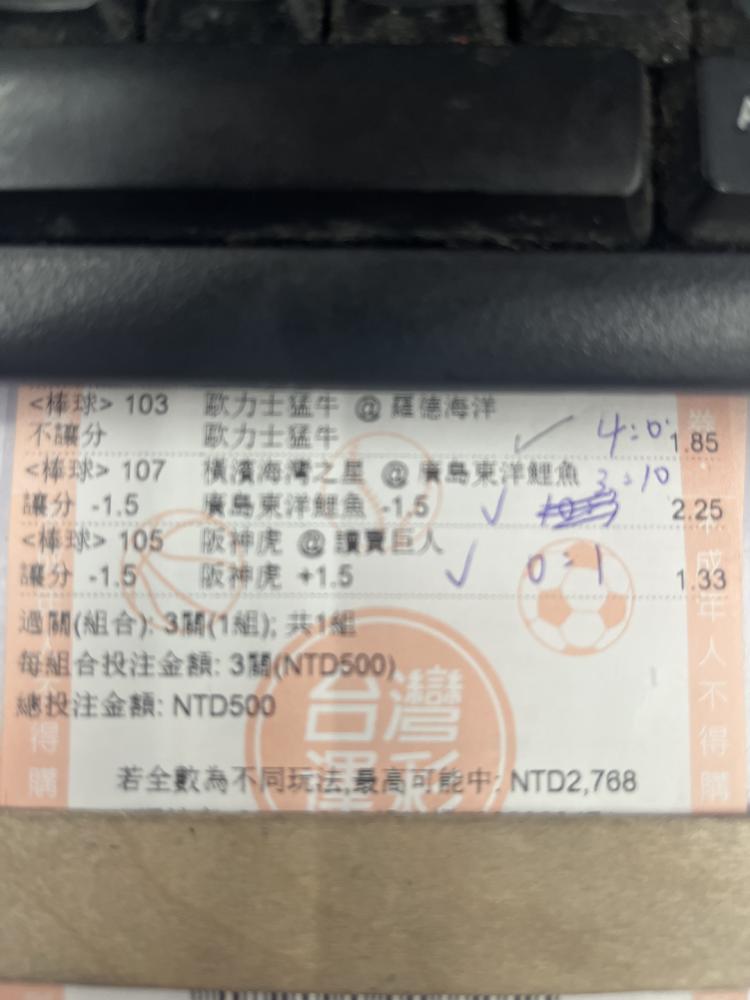 <棒球> 103 歐力士猛牛 @ 羅德海洋
不讓分 歐力士猛牛 4:0 1.85
<棒球> 107 橫濱海灣之星 @ 廣島東洋鯉魚 3:10
讓分 -1.5 廣島東洋鯉魚 -1.5 2.25
<棒球> 105 阪神虎 @ 讀賣巨人
讓分 -1.5 阪神虎 +1.5 0:1 1.33
過關(組合): 3關(1組); 共1組
每組合投注金額: 3關(NTD500)
總投注金額: NTD500
若全數為不同玩法,最高可能中: NTD2,768
台灣
運彩
成年人不得購
得購